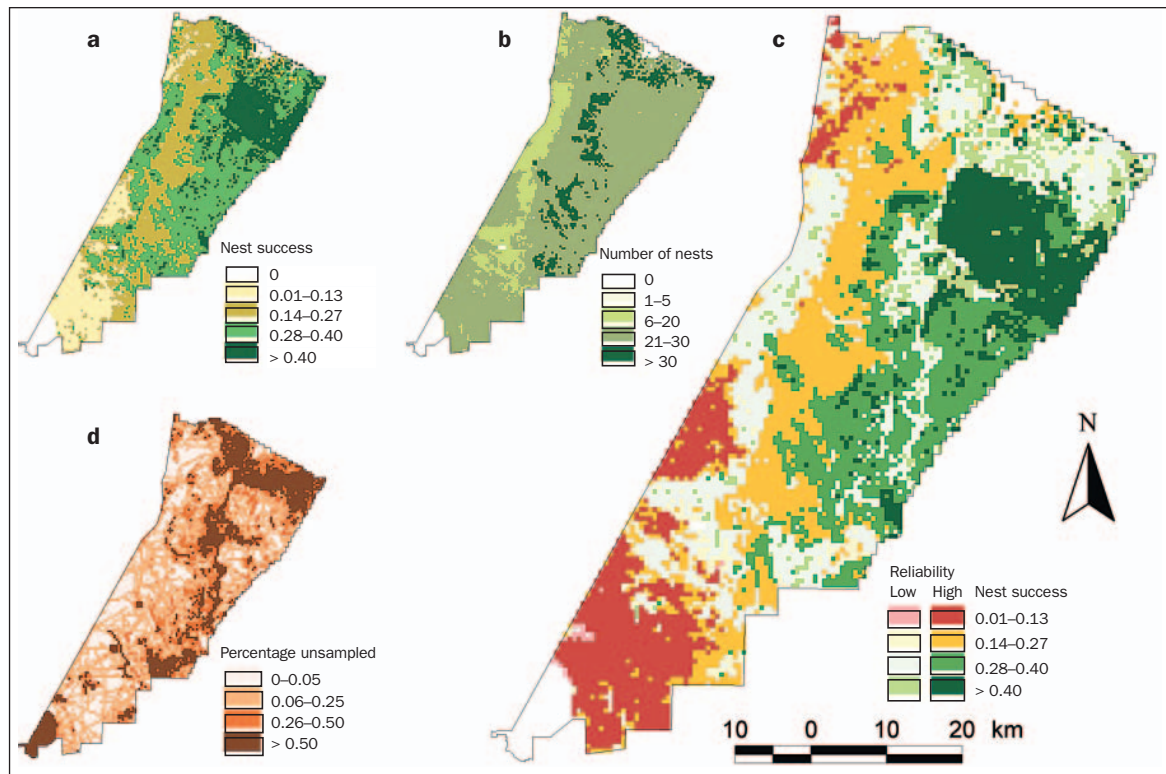 a
Nest success
0
0.01–0.13
0.14–0.27
0.28–0.40
> 0.40
b
Number of nests
0
1–5
6–20
21–30
> 30
c
N
Reliability
Low High Nest success
0.01–0.13
0.14–0.27
0.28–0.40
> 0.40
10 0 10 20 km
d
Percentage unsampled
0–0.05
0.06–0.25
0.26–0.50
> 0.50